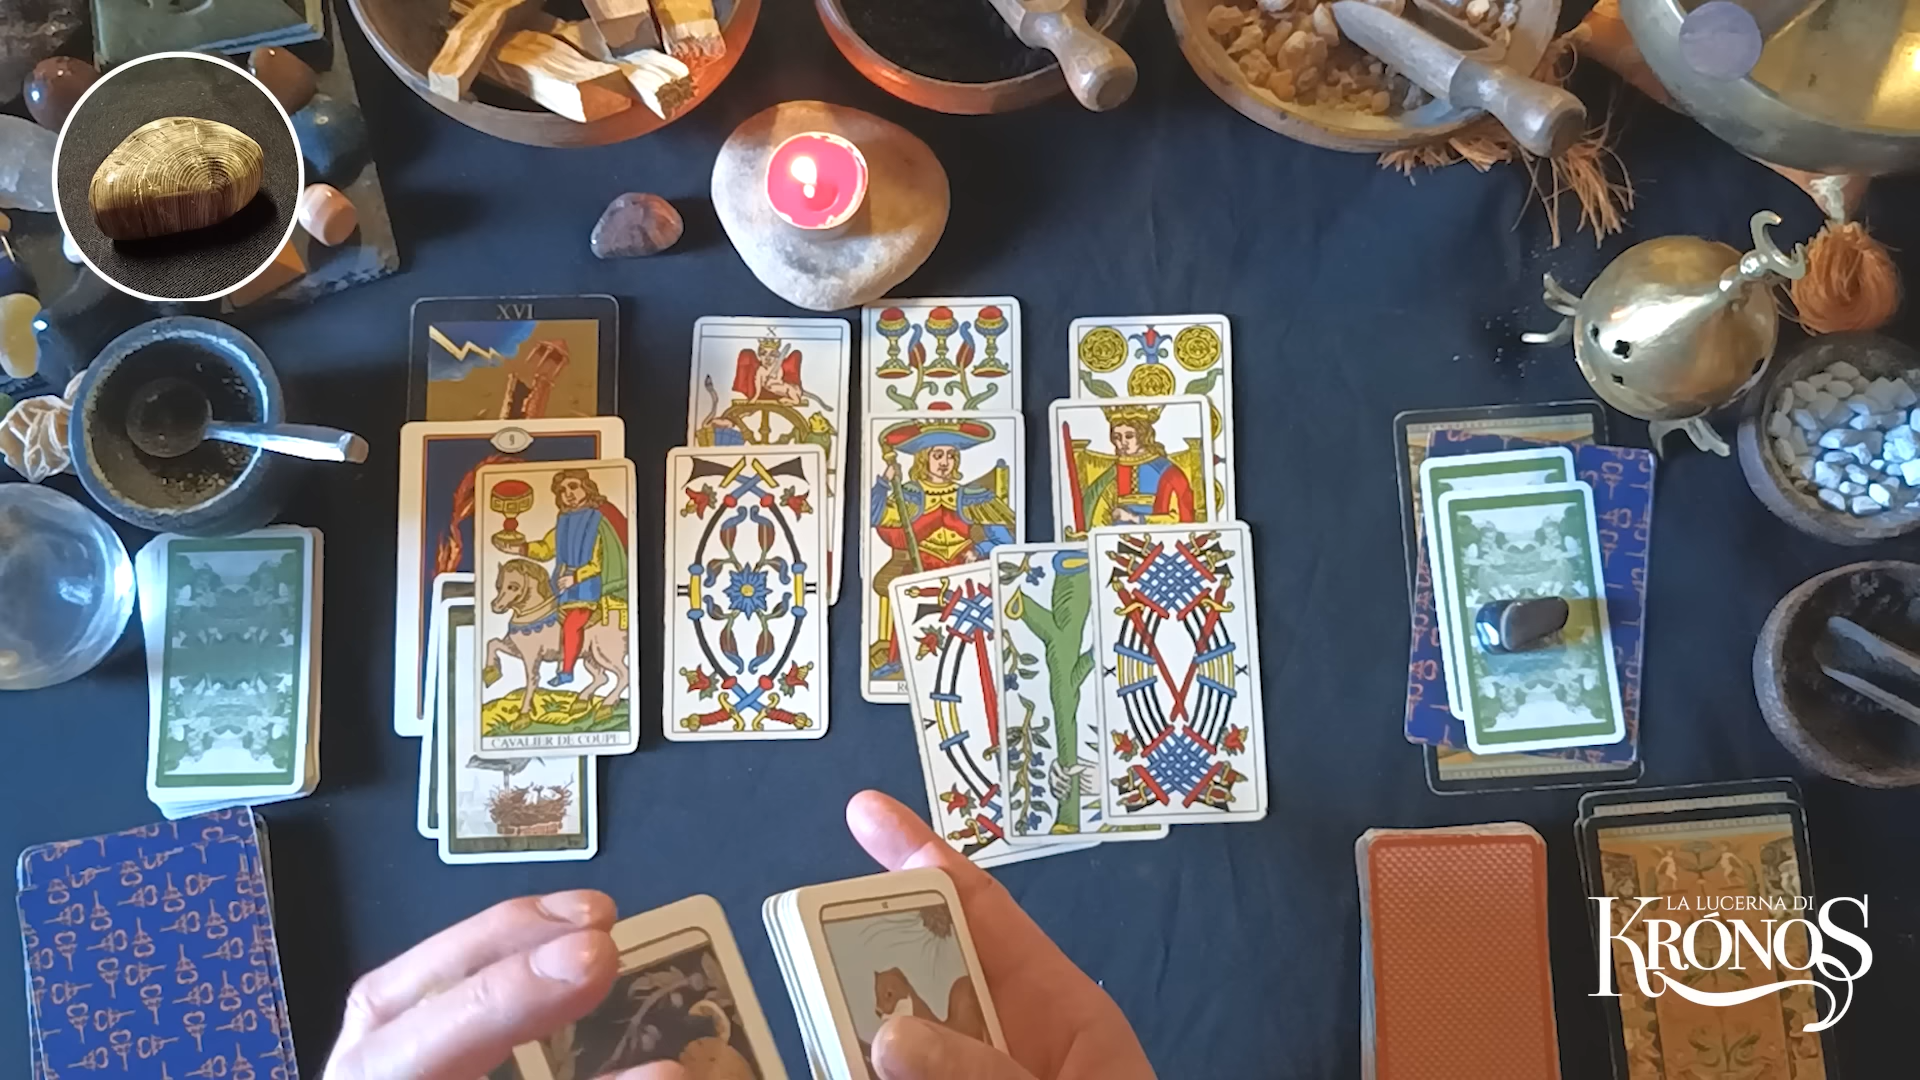 XVI
X
CAVALIER DE COUPE
LA LUCERNA DI
KRÓNOS